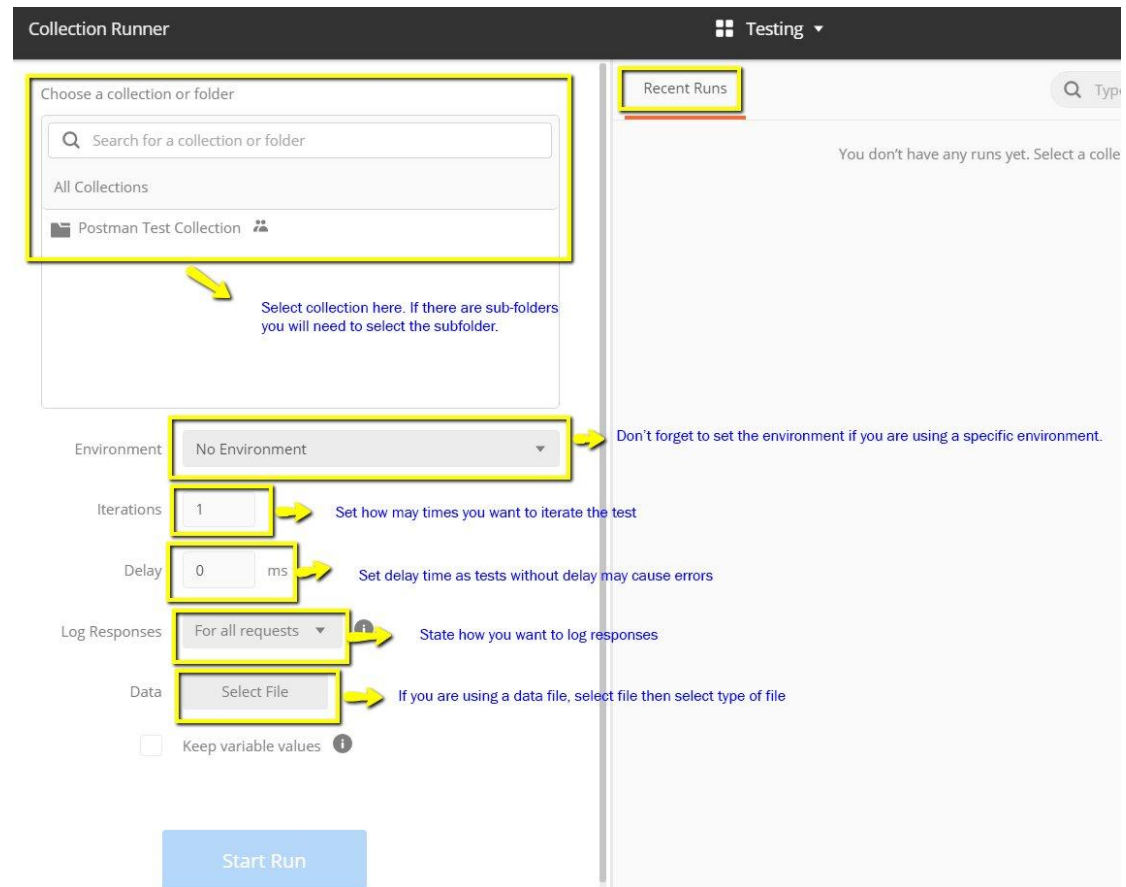 Collection Runner
Testing
Choose a collection or folder
Search for a collection or folder
All Collections
Postman Test Collection
Select collection here. If there are sub-folders
you will need to select the subfolder.
Recent Runs
Type
You don't have any runs yet. Select a colle
Environment
No Environment
Don't forget to set the environment if you are using a specific environment.
Iterations
1
Set how may times you want to iterate the test
Delay
0 ms
Set delay time as tests without delay may cause errors
Log Responses
For all requests
State how you want to log responses
Data
Select File
If you are using a data file, select file then select type of file
Keep variable values
Start Run